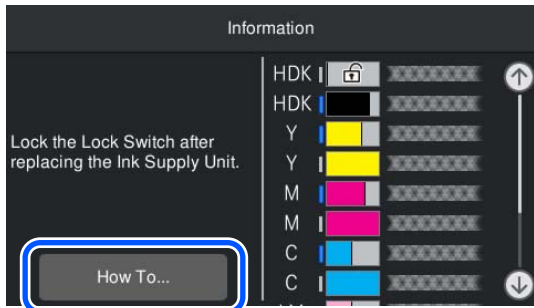 Information
HDK
HDK
Y
Lock the Lock Switch after
replacing the Ink Supply Unit.
Y
M
M
C
How To...
C